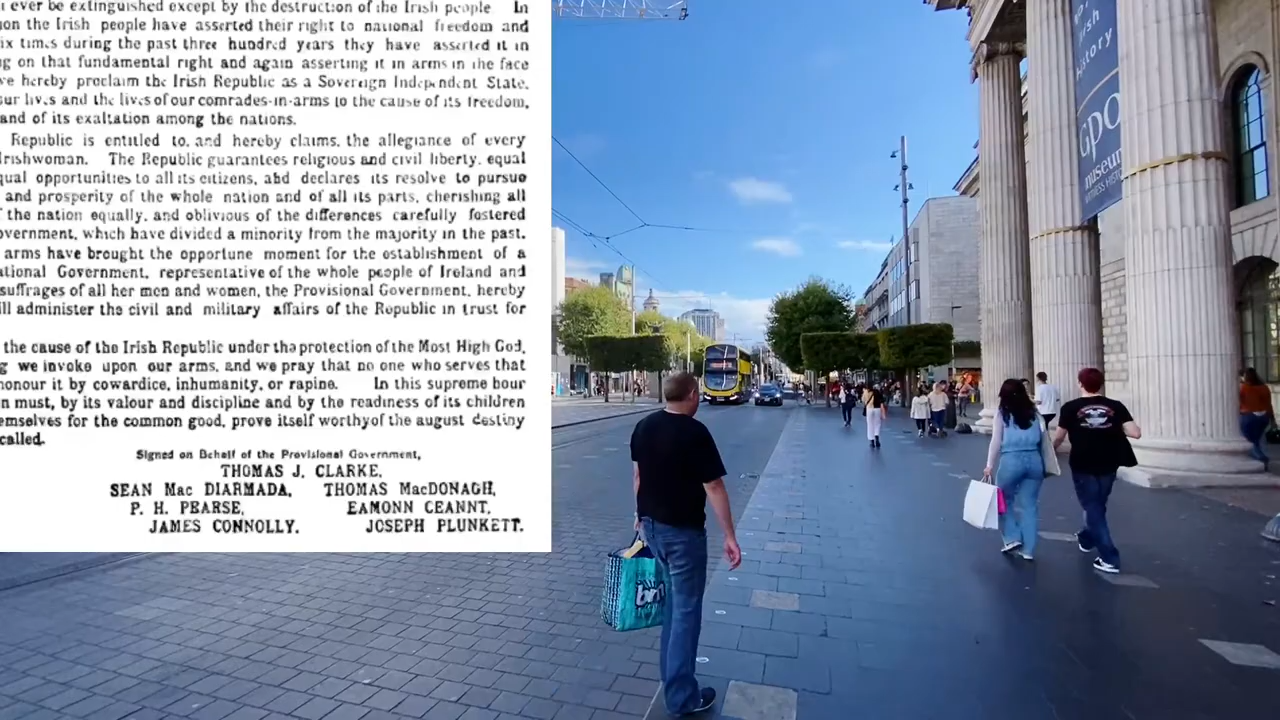 ever be extinguished except by the destruction of the Irish people. In
on the Irish people have asserted their right to national freedom and
ix times during the past three hundred years they have asserted it in
g on that fundamental right and again asserting it in arms in the face
ve hereby proclaim the Irish Republic as a Sovereign Independent State,
ur lives and the lives of our comrades-in-arms to the cause of its freedom,
and of its exaltation among the nations.
Republic is entitled to, and hereby claims, the allegiance of every
Irishwoman. The Republic guarantees religious and civil liberty, equal
qual opportunities to all its citizens, and declares its resolve to pursue
and prosperity of the whole nation and of all its parts, cherishing all
the nation equally, and oblivious of the differences carefully fostered
overnment, which have divided a minority from the majority in the past.
arms have brought the opportune moment for the establishment of a
ational Government, representative of the whole people of Ireland and
suffrages of all her men and women, the Provisional Government, hereby
ill administer the civil and military affairs of the Republic in trust for
the cause of the Irish Republic under the protection of the Most High God,
g we invoke upon our arms, and we pray that no one who serves that
honour it by cowardice, inhumanity, or rapine. In this supreme hour
n must, by its valour and discipline and by the readiness of its children
emselves for the common good, prove itself worthy of the august destiny
called.
Signed on Behalf of the Provisional Government,
THOMAS J. CLARKE,
SEAN Mac DIARMADA, THOMAS MacDONAGH,
P. H. PEARSE, EAMONN CEANNT,
JAMES CONNOLLY. JOSEPH PLUNKETT.
history
GPO
museum
WITNESS HISTORY